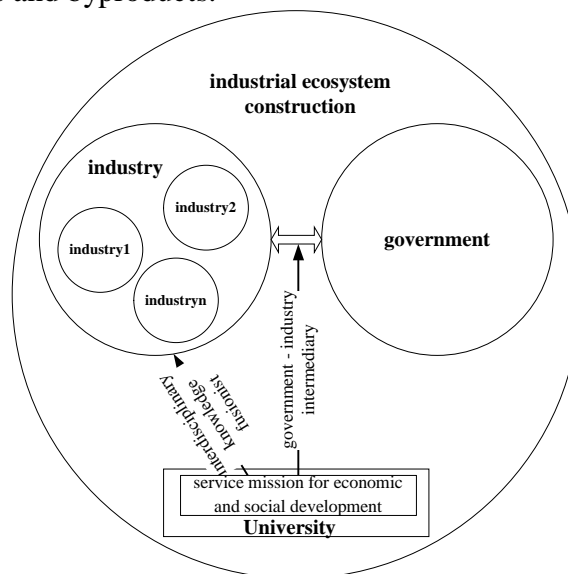 and byproducts.
industrial ecosystem
construction
industry
industry2
industry1
industryn
government
government - industry
intermediary
interdisciplinary
knowledge
fusionist
service mission for economic
and social development
University